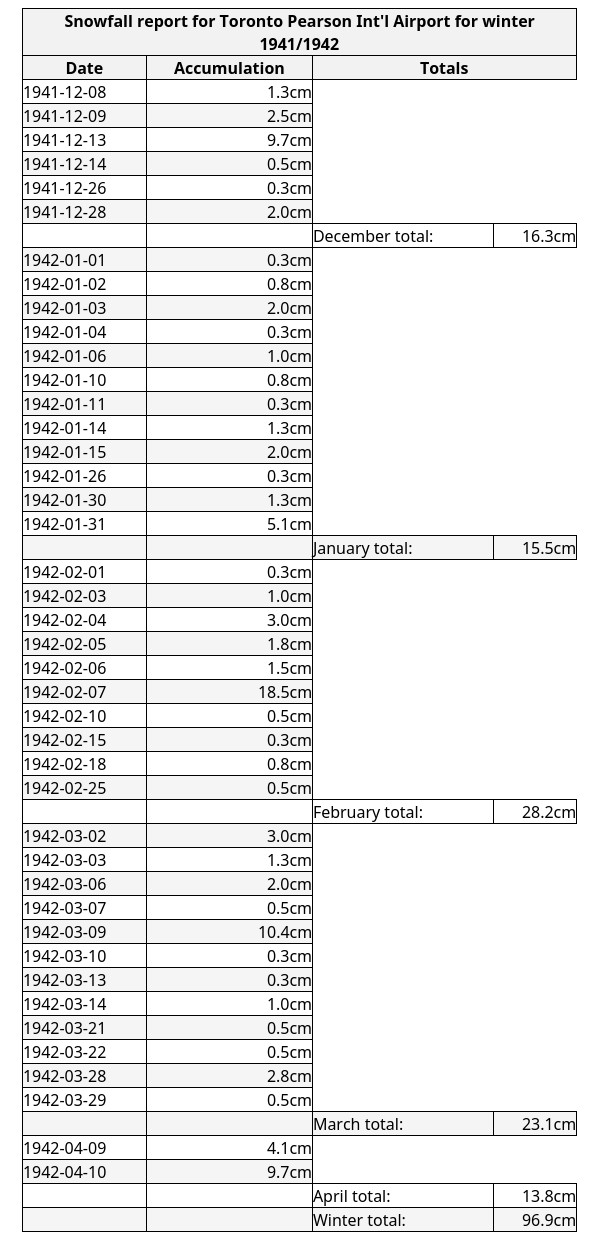 Snowfall report for Toronto Pearson Int'l Airport for winter
1941/1942
Date Accumulation Totals
1941-12-08 1.3cm
1941-12-09 2.5cm
1941-12-13 9.7cm
1941-12-14 0.5cm
1941-12-26 0.3cm
1941-12-28 2.0cm
December total: 16.3cm
1942-01-01 0.3cm
1942-01-02 0.8cm
1942-01-03 2.0cm
1942-01-04 0.3cm
1942-01-06 1.0cm
1942-01-10 0.8cm
1942-01-11 0.3cm
1942-01-14 1.3cm
1942-01-15 2.0cm
1942-01-26 0.3cm
1942-01-30 1.3cm
1942-01-31 5.1cm
January total: 15.5cm
1942-02-01 0.3cm
1942-02-03 1.0cm
1942-02-04 3.0cm
1942-02-05 1.8cm
1942-02-06 1.5cm
1942-02-07 18.5cm
1942-02-10 0.5cm
1942-02-15 0.3cm
1942-02-18 0.8cm
1942-02-25 0.5cm
February total: 28.2cm
1942-03-02 3.0cm
1942-03-03 1.3cm
1942-03-06 2.0cm
1942-03-07 0.5cm
1942-03-09 10.4cm
1942-03-10 0.3cm
1942-03-13 0.3cm
1942-03-14 1.0cm
1942-03-21 0.5cm
1942-03-22 0.5cm
1942-03-28 2.8cm
1942-03-29 0.5cm
March total: 23.1cm
1942-04-09 4.1cm
1942-04-10 9.7cm
April total: 13.8cm
Winter total: 96.9cm